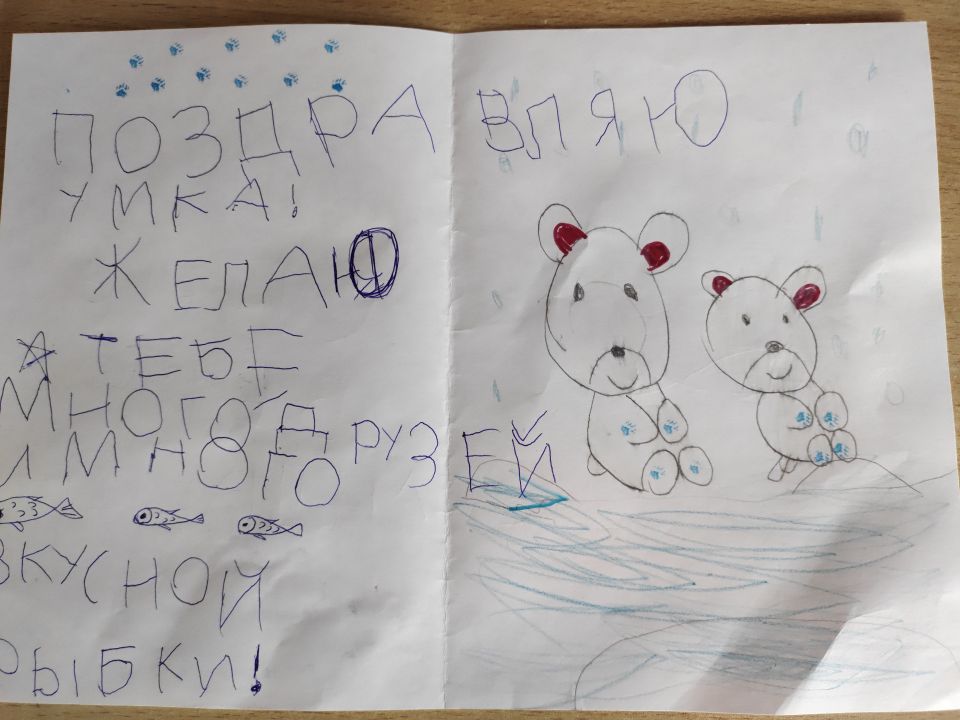 ПОЗДРАВЛЯЮ
УМКА!
ЖЕЛАЮ
ТЕБЕ
МНОГО ДРУЗЕЙ
И МНОГО
ВКУСНОЙ
РЫБКИ!